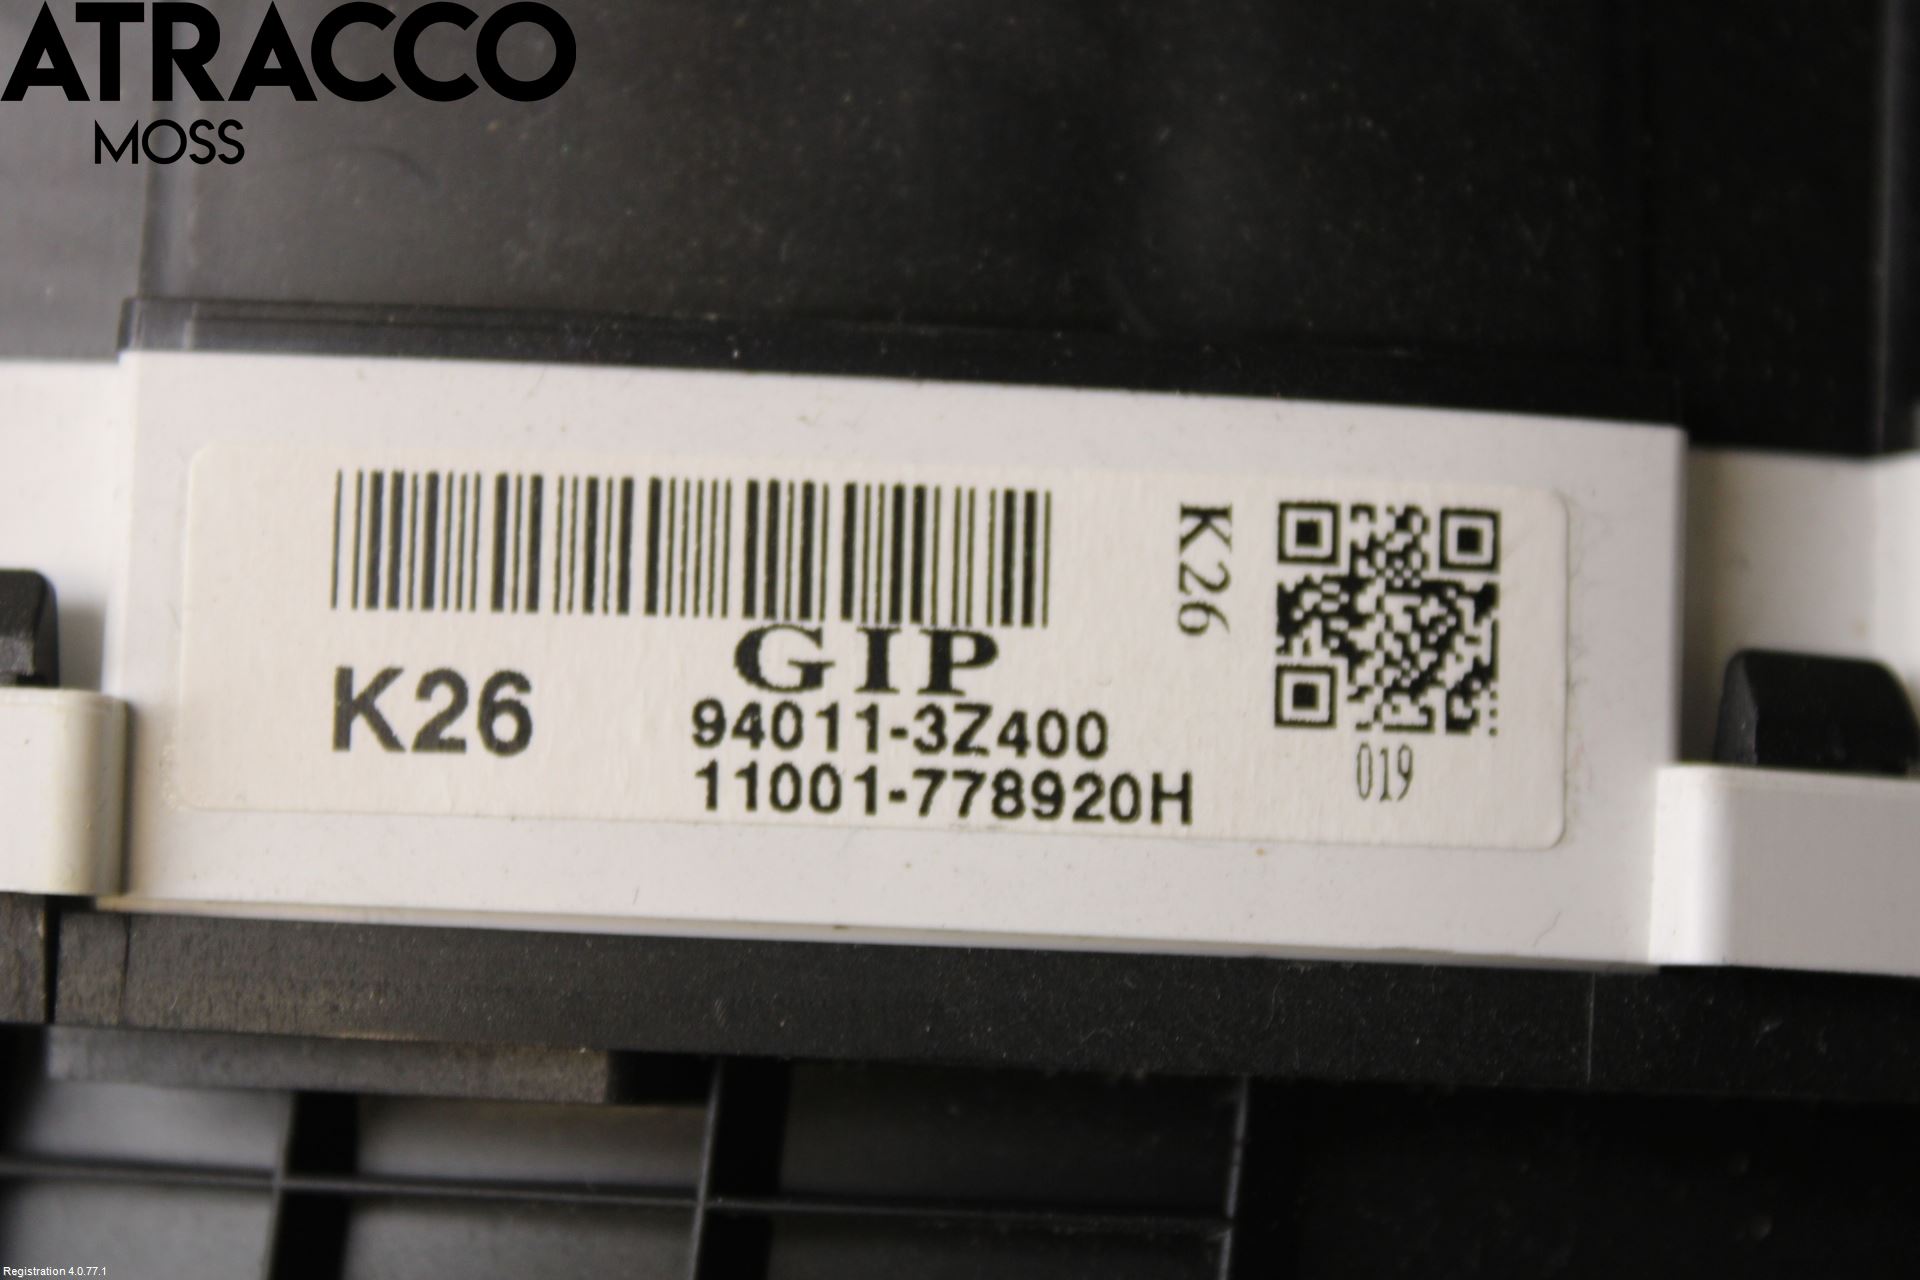 ATRACCO
MOSS
K26
GIP
K26
94011-3Z400
11001-778920H
019
Registration 4.0.77.1